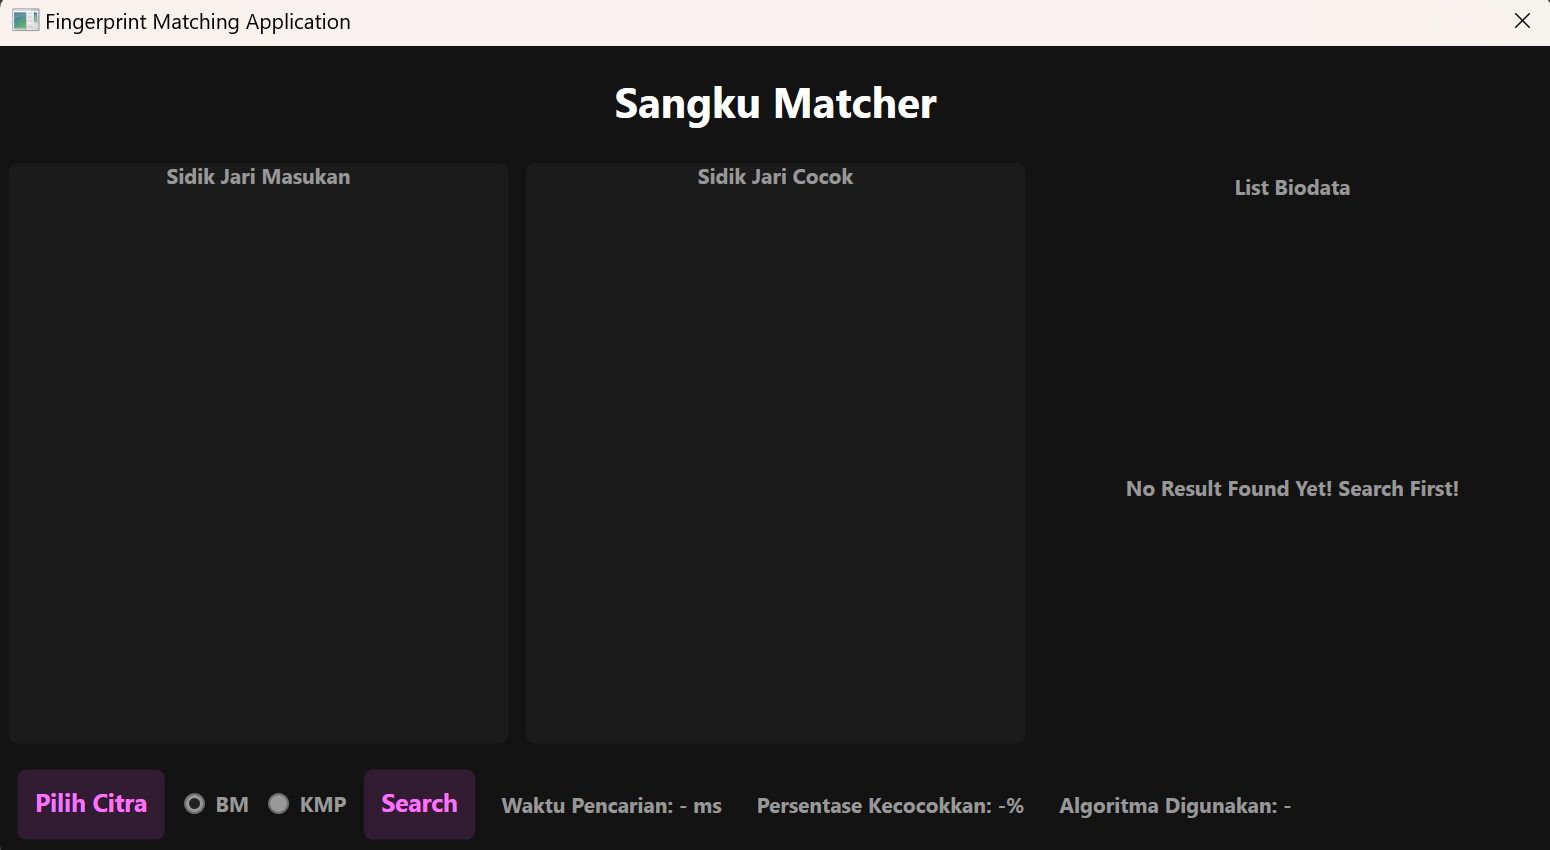 Fingerprint Matching Application
Sangku Matcher
Sidik Jari Masukan
Sidik Jari Cocok
List Biodata
No Result Found Yet! Search First!
Pilih Citra
BM
KMP
Search
Waktu Pencarian: - ms
Persentase Kecocokkan: -%
Algoritma Digunakan: -